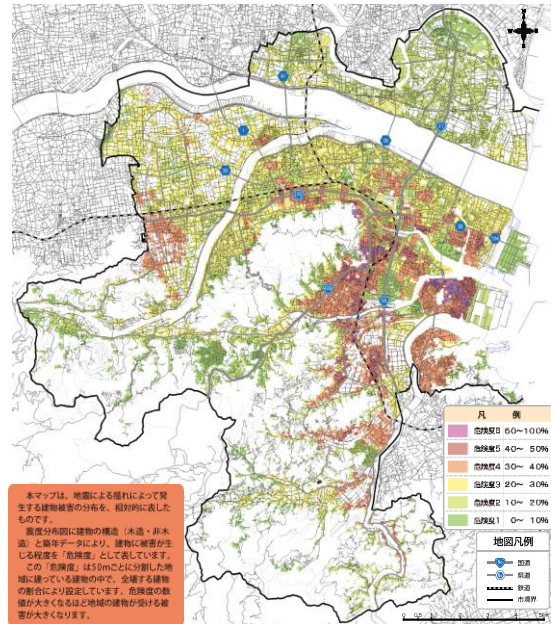 凡 例
危険度6 60～100%
危険度5 40～ 50%
危険度4 30～ 40%
危険度3 20～ 30%
危険度2 10～ 20%
危険度1 0～ 10%
地図凡例
国道
県道
鉄道
市境界
本マップは、地震による揺れによって発
生する建物被害の分布を、相対的に表した
ものです。
震度分布図に建物の構造（木造・非木
造）と築年データにより、建物に被害が生
じる程度を「危険度」として表しています。
この「危険度」は50mごとに分割した地
域に建っている建物の中で、全壊する建物
の割合により設定しています。危険度の数
値が大きくなるほど地域の建物が受ける被
害が大きくなります。